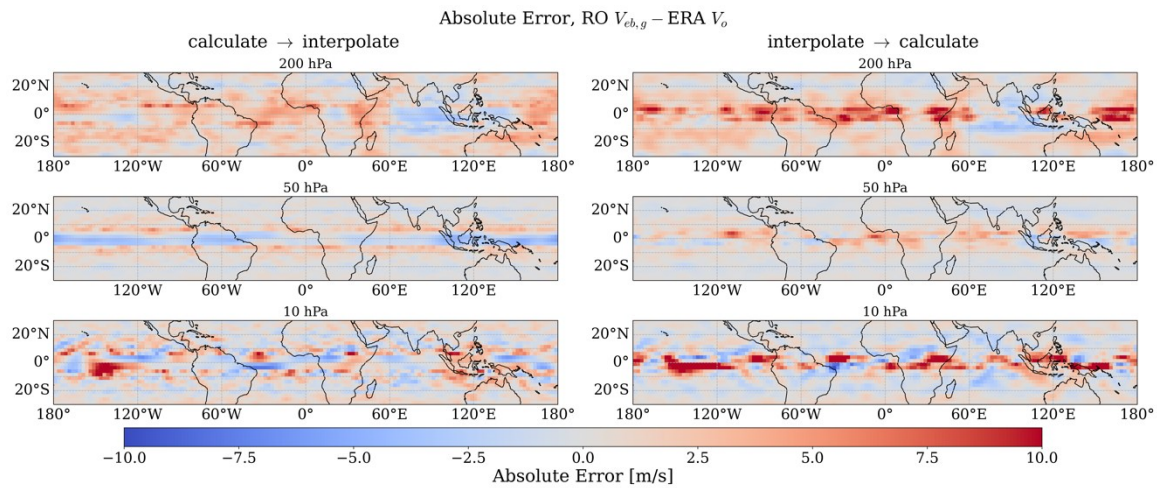 Absolute Error, RO V_{eb, g} − ERA V_o
calculate → interpolate
interpolate → calculate
200 hPa
20°N
0°
20°S
180° 120°W 60°W 0° 60°E 120°E 180°
200 hPa
20°N
0°
20°S
180° 120°W 60°W 0° 60°E 120°E 180°
50 hPa
20°N
0°
20°S
120°W 60°W 0° 60°E 120°E
50 hPa
20°N
0°
20°S
120°W 60°W 0° 60°E 120°E
10 hPa
20°N
0°
20°S
180° 120°W 60°W 0° 60°E 120°E 180°
10 hPa
20°N
0°
20°S
180° 120°W 60°W 0° 60°E 120°E 180°
−10.0 −7.5 −5.0 −2.5 0.0 2.5 5.0 7.5 10.0
Absolute Error [m/s]